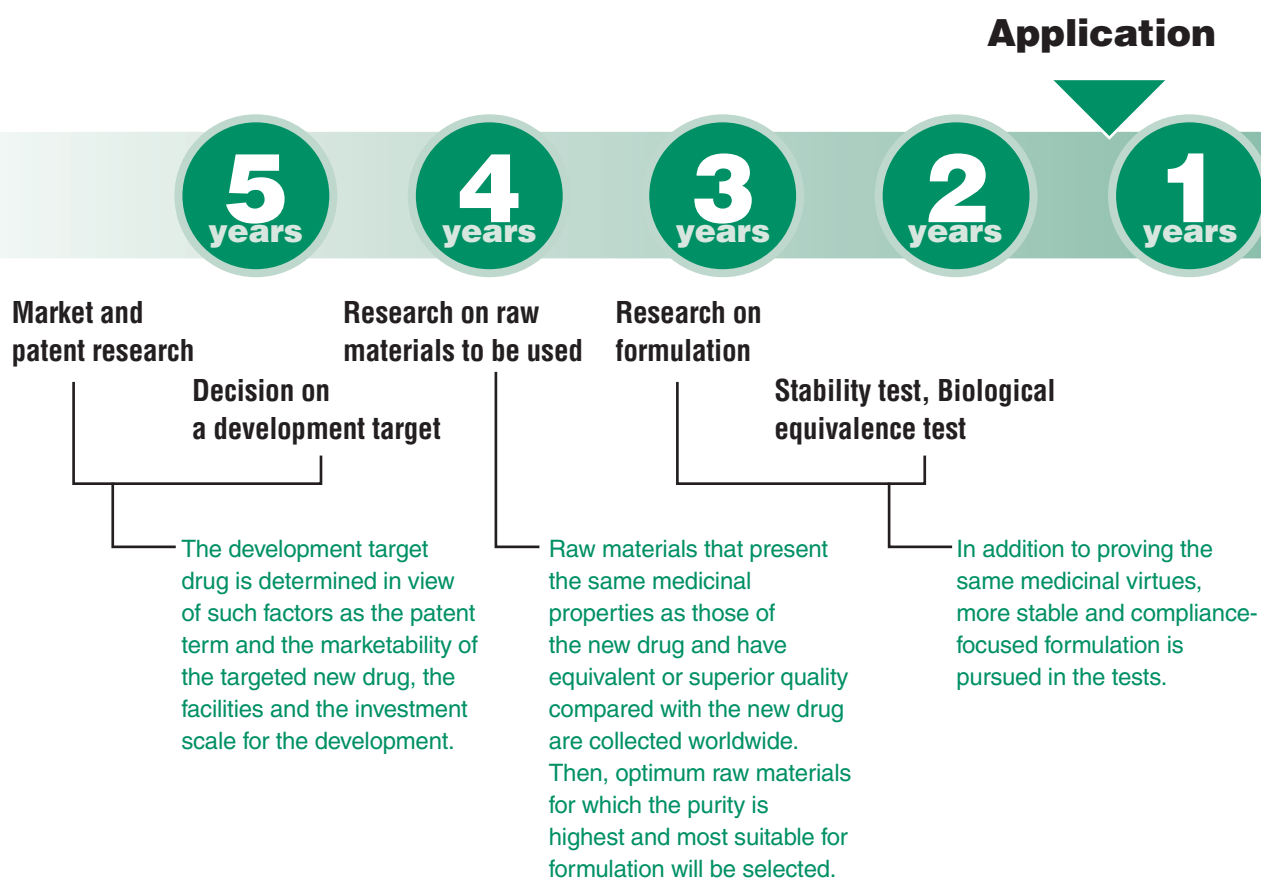 Application
5
years
4
years
3
years
2
years
1
years
Market and
patent research
Decision on
a development target
Research on raw
materials to be used
Research on
formulation
Stability test, Biological
equivalence test
The development target
drug is determined in view
of such factors as the patent
term and the marketability of
the targeted new drug, the
facilities and the investment
scale for the development.
Raw materials that present
the same medicinal
properties as those of
the new drug and have
equivalent or superior quality
compared with the new drug
are collected worldwide.
Then, optimum raw materials
for which the purity is
highest and most suitable for
formulation will be selected.
In addition to proving the
same medicinal virtues,
more stable and compliance-
focused formulation is
pursued in the tests.